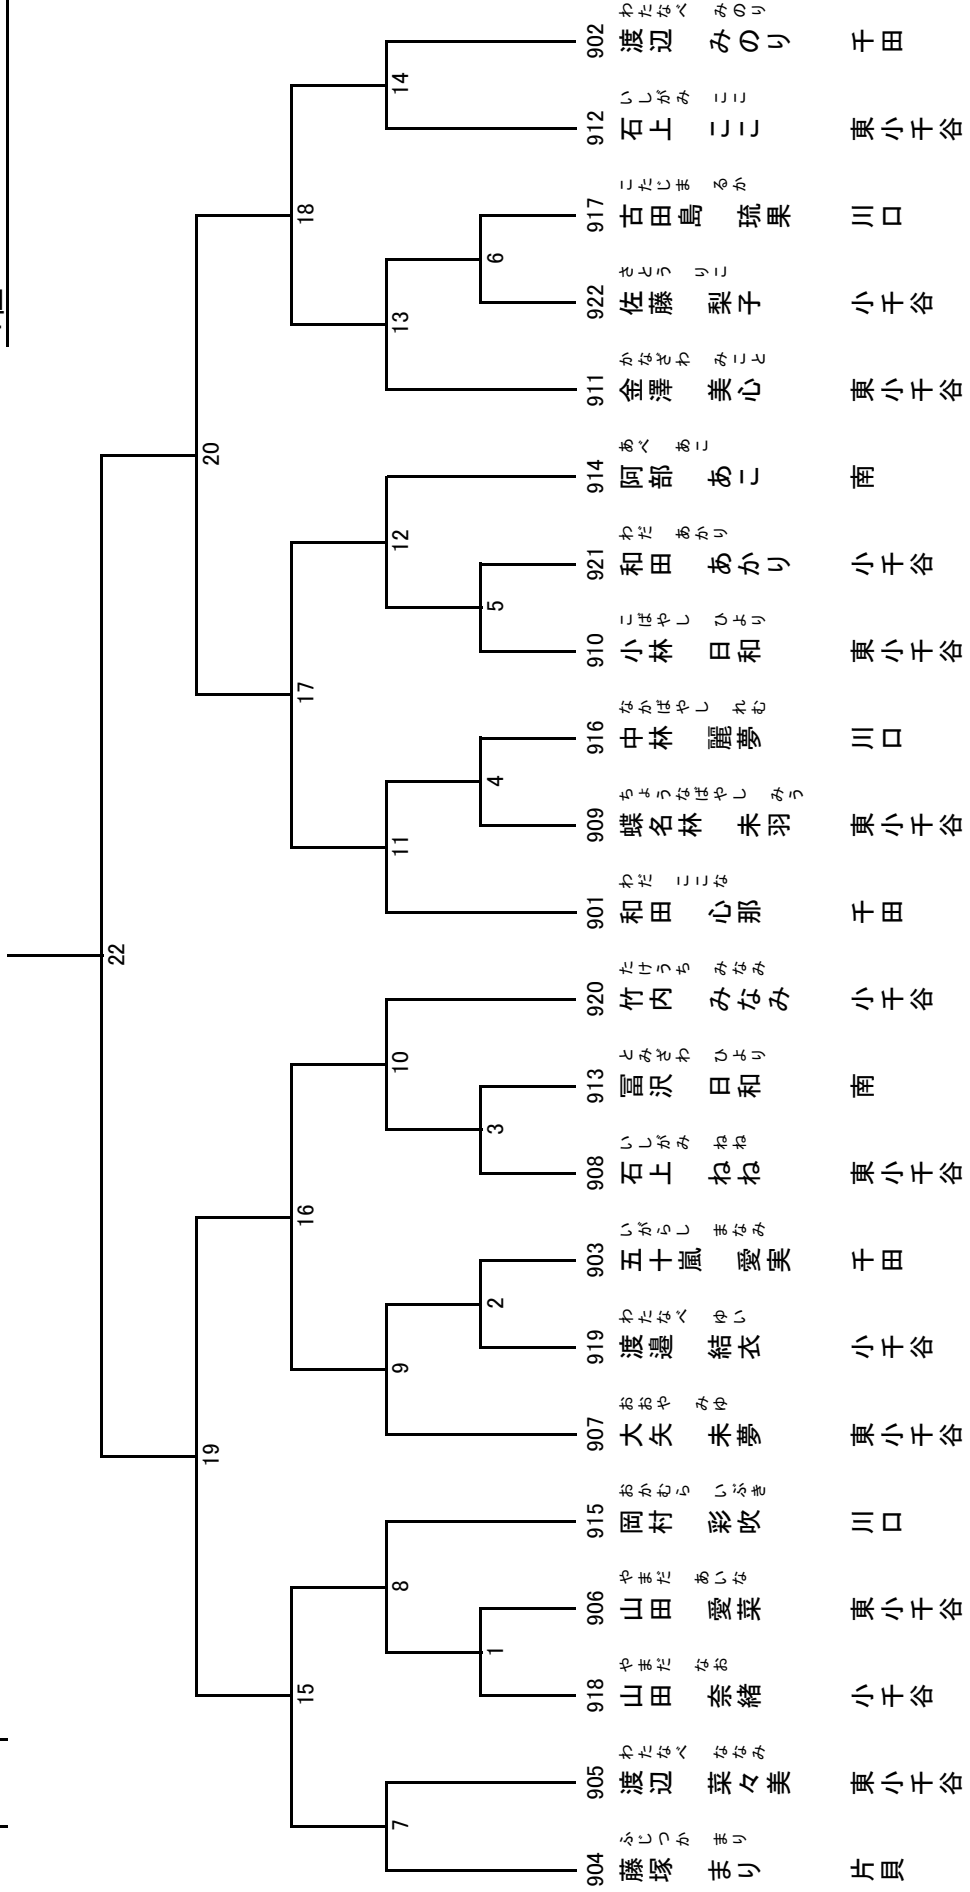 902 渡辺 みのり 千田
わたなべ みのり
912 石上 ここ 東小千谷
いしがみ ここ
917 古田島 琉果 川口
こだじま るか
922 佐藤 梨子 小千谷
さとう りこ
911 金澤 美心 東小千谷
かなざわ みこと
914 阿部 あこ 南
あべ あこ
921 和田 あかり 小千谷
わだ あかり
910 小林 日和 東小千谷
こばやし ひより
916 中林 麗夢 川口
なかばやし れむ
909 蝶名林 未羽 東小千谷
ちょうなばやし みう
901 和田 心那 千田
わだ ここな
920 竹内 みなみ 小千谷
たけうち みなみ
913 冨沢 日和 南
とみざわ ひより
908 石上 ねね 東小千谷
いしがみ ねね
903 五十嵐 愛実 千田
いがらし まなみ
919 渡邉 結衣 小千谷
わたなべ ゆい
907 大矢 未夢 東小千谷
おおや みゆ
915 岡村 彩吹 川口
おかむら いぶき
906 山田 愛菜 東小千谷
やまだ あいな
918 山田 奈緒 小千谷
やまだ なお
905 渡辺 菜々美 東小千谷
わたなべ ななみ
904 藤塚 まり 片貝
ふじつか まり
14
18
6
13
20
12
5
17
4
11
22
10
3
16
2
9
19
8
1
15
7